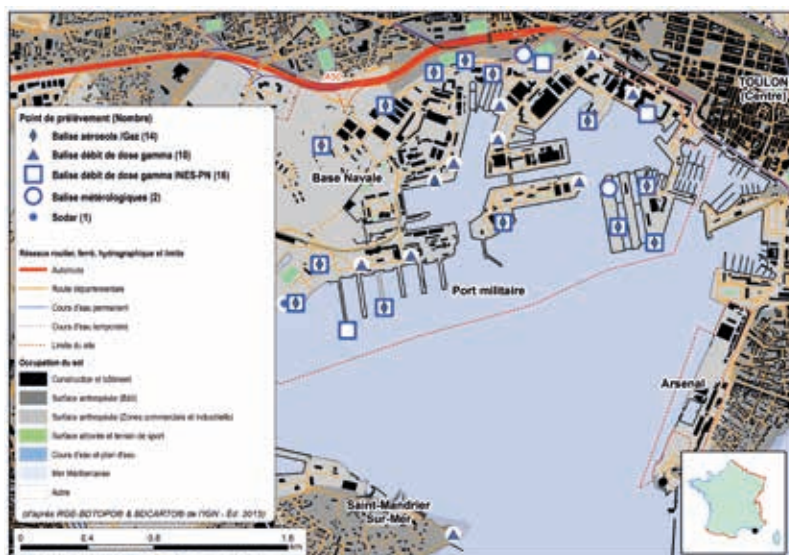 TOULON
(Centre)
A50
Base Navale
Port militaire
Arsenal
Saint-Mandrier
Sur-Mer
Point de prélèvement (Nombre)
Balise aérosols /Gaz (14)
Balise débit de dose gamma (10)
Balise débit de dose gamma INES-PN (16)
Balise météorologiques (2)
Sodar (1)
Réseaux routier, ferré, hydrographique et limite
Autoroute
Route départementales
Cours d'eau permanent
Cours d'eau temporaire
Limite du site
Occupation du sol
Construction et bâtiment
Surface anthropisée (Bâti)
Surface anthropisée (Zones commerciales et industrielles)
Surface arborée et terrain de sport
Cours d'eau et plan d'eau
Mer Méditerranée
Autre
(d'après RGE-BDTOPO® & BDCARTO® de l'IGN - Éd. 2013)
0 0.4 0.8 1.6
km